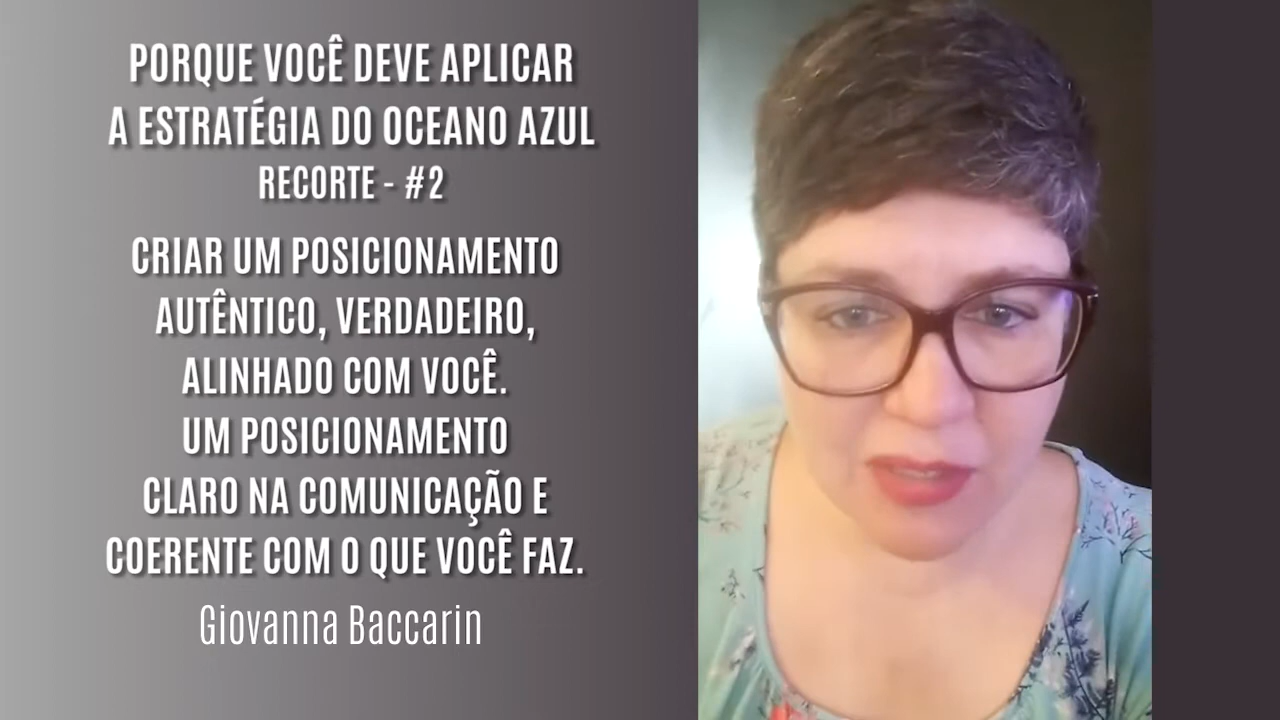 PORQUE VOCÊ DEVE APLICAR
A ESTRATÉGIA DO OCEANO AZUL
RECORTE - #2
CRIAR UM POSICIONAMENTO
AUTÊNTICO, VERDADEIRO,
ALINHADO COM VOCÊ.
UM POSICIONAMENTO
CLARO NA COMUNICAÇÃO E
COERENTE COM O QUE VOCÊ FAZ.
Giovanna Baccarin